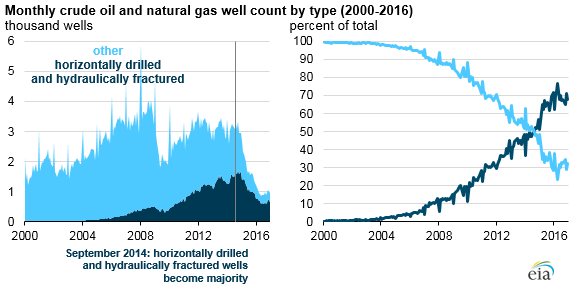 Monthly crude oil and natural gas well count by type (2000-2016)
thousand wells
6
5
4
3
2
1
0
2000 2004 2008 2012 2016
other
horizontally drilled
and hydraulically fractured
September 2014: horizontally drilled
and hydraulically fractured wells
become majority
percent of total
100
90
80
70
60
50
40
30
20
10
0
2000 2004 2008 2012 2016
eia